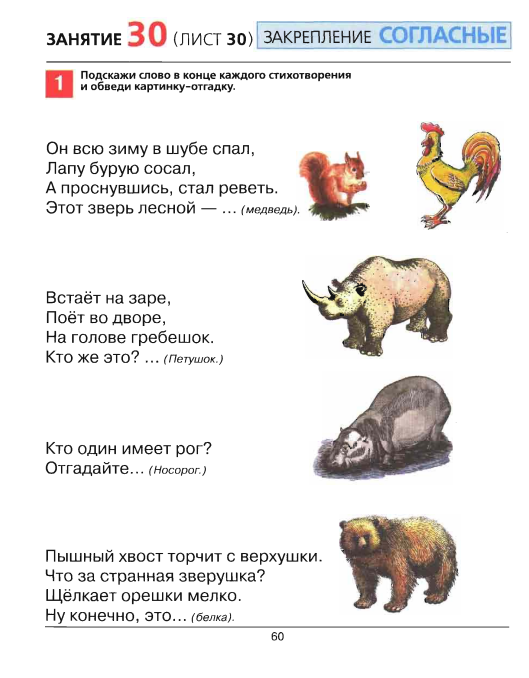 ЗАНЯТИЕ 30 (ЛИСТ 30) ЗАКРЕПЛЕНИЕ СОГЛАСНЫЕ
1 Подскажи слово в конце каждого стихотворения
и обведи картинку–отгадку.
Он всю зиму в шубе спал,
Лапу бурую сосал,
А проснувшись, стал реветь.
Этот зверь лесной — ... (медведь).
Встаёт на заре,
Поёт во дворе,
На голове гребешок.
Кто же это? ... (Петушок.)
Кто один имеет рог?
Отгадайте... (Носорог.)
Пышный хвост торчит с верхушки.
Что за странная зверушка?
Щёлкает орешки мелко.
Ну конечно, это... (белка).
60